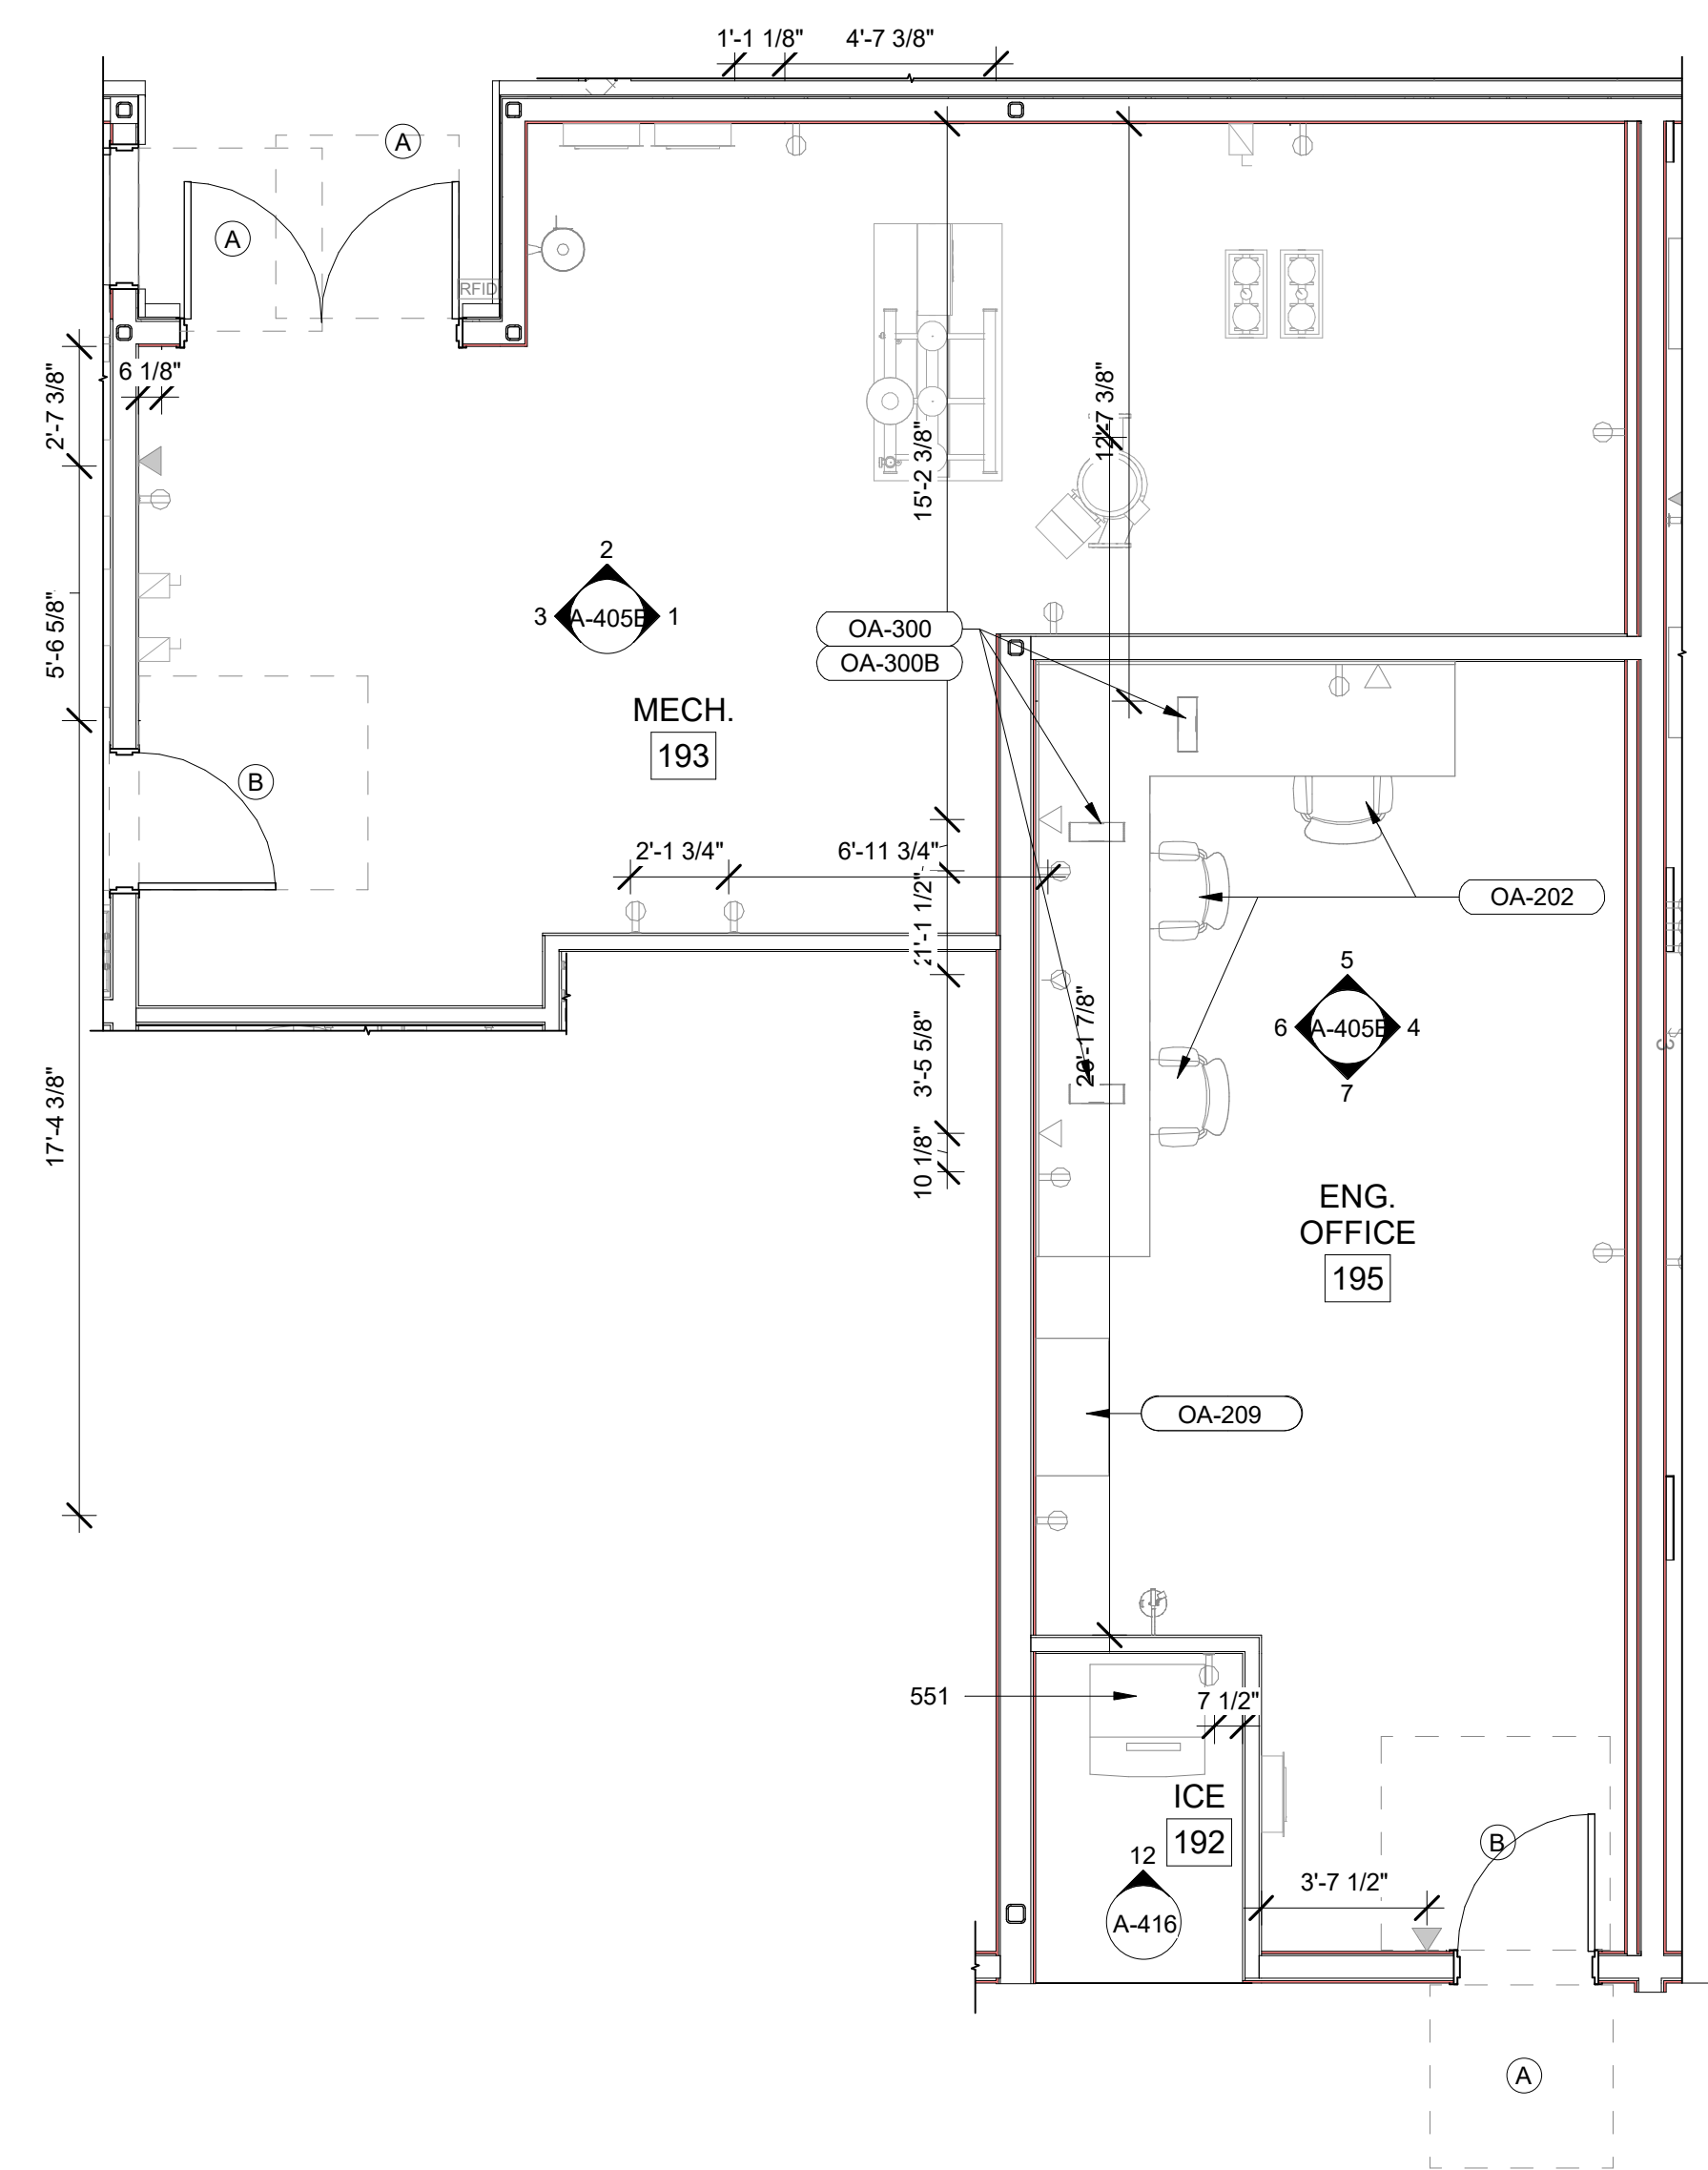 1'-1 1/8" 4'-7 3/8"
A
A
RFID
6 1/8"
2'-7 3/8"
12'-7 3/8"
15'-2 3/8"
2
3 1
OA-300
5'-6 5/8"
OA-300B
MECH.
193
B
2'-1 3/4" 6'-11 3/4"
OA-202
1'-1 1/2"
5
6 4
7
3'-5 5/8"
17'-4 3/8"
10 1/8"
ENG.
OFFICE
195
OA-209
551
7 1/2"
ICE
192
B
12
A-416
3'-7 1/2"
A